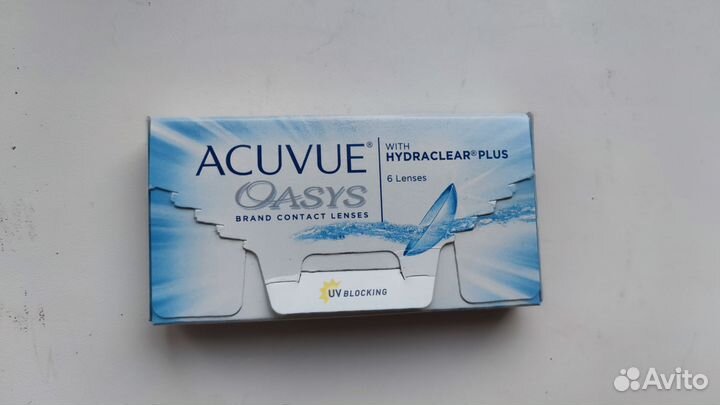 ACUVUE®
OASYS
BRAND CONTACT LENSES
WITH
HYDRACLEAR® PLUS
6 Lenses
UV BLOCKING
Avito